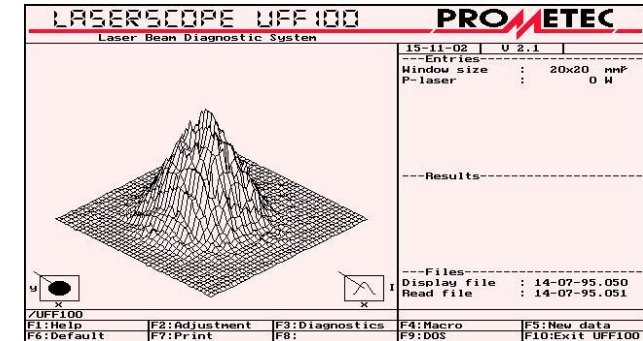 LASERSCOPE UFF100
PROMETEC
Laser Beam Diagnostic System
15-11-02 V 2.1
---Entries---
Window size : 20x20 mm²
P-laser : 0 W
---Results---
---Files---
Display file : 14-07-95.050
Read file : 14-07-95.051
y
x
I
x
/UFF100
F1:Help F2:Adjustment F3:Diagnostics F4:Macro F5:New data
F6:Default F7:Print F8: F9:DOS F10:Exit UFF100